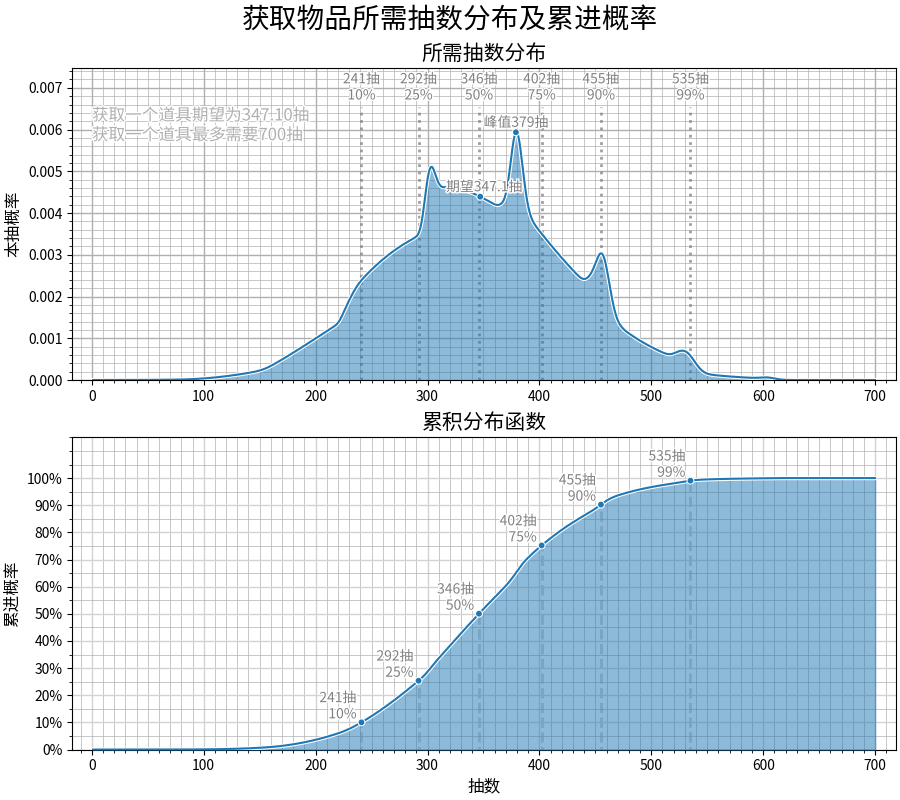 获取物品所需抽数分布及累进概率
所需抽数分布
241抽 292抽 346抽 402抽 455抽 535抽
10% 25% 50% 75% 90% 99%
获取一个道具期望为347.10抽
获取一个道具最多需要700抽
峰值379抽
期望347.1抽
本抽概率
0.007
0.006
0.005
0.004
0.003
0.002
0.001
0.000
0 100 200 300 400 500 600 700
累积分布函数
535抽
99%
455抽
90%
402抽
75%
346抽
50%
292抽
25%
241抽
10%
累进概率
100%
90%
80%
70%
60%
50%
40%
30%
20%
10%
0%
0 100 200 300 400 500 600 700
抽数